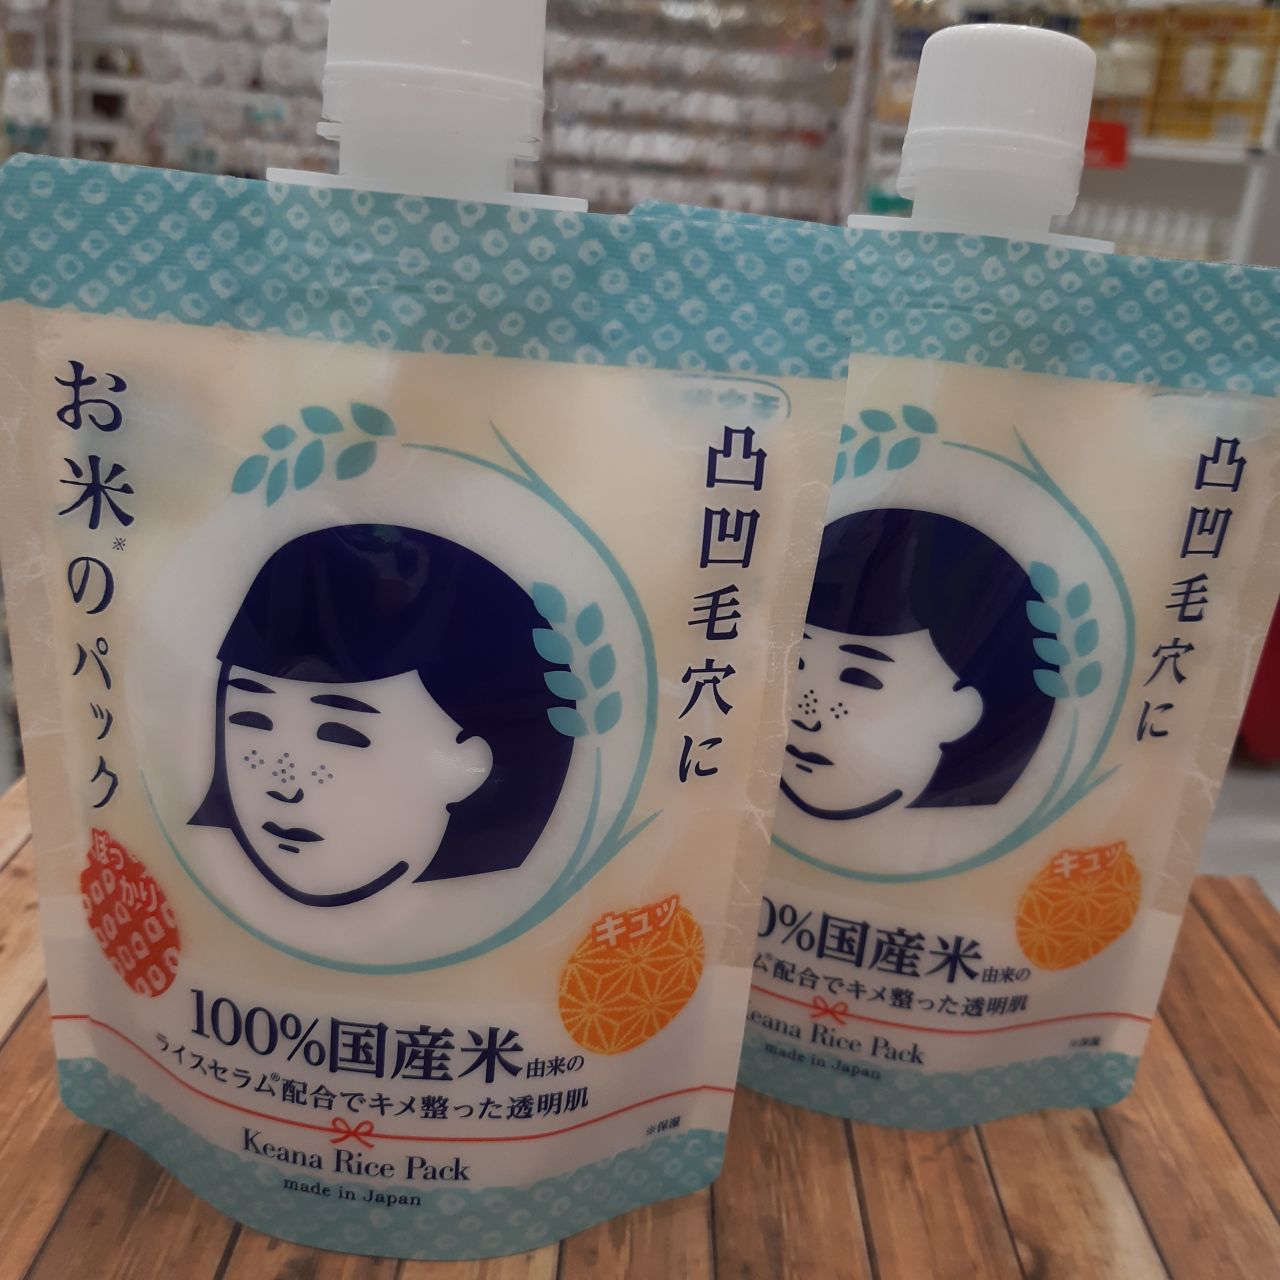 お米※のパック
凸凹毛穴に
ぽっ
かり
キュッ
100%国産米由来の
ライスセラム®配合でキメ整った透明肌
※保湿
Keana Rice Pack
made in Japan
凸凹毛穴に
キュッ
0%国産米由来の
ム®配合でキメ整った透明肌
※保湿
eana Rice Pack
made in Japan